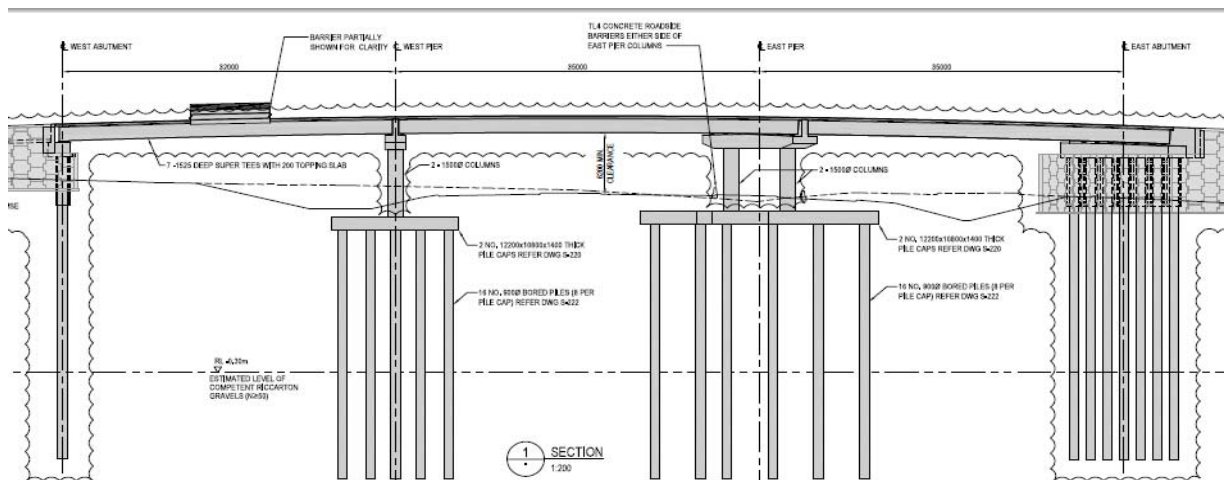 BARRIER PARTIALLY
SHOWN FOR CLARITY
TL4 CONCRETE ROADSIDE
BARRIERS EITHER SIDE OF
EAST PIER COLUMNS
WEST ABUTMENT
WEST PIER
EAST PIER
EAST ABUTMENT
32000
35000
35000
7 -1525 DEEP SUPER TEES WITH 200 TOPPING SLAB
2 - 1500Ø COLUMNS
6200 MIN.
CLEARANCE
2 - 1500Ø COLUMNS
2 NO. 12200x10800x1400 THICK
PILE CAPS REFER DWG S-220
2 NO. 12200x10800x1400 THICK
PILE CAPS REFER DWG S-220
16 NO. 900Ø BORED PILES (8 PER
PILE CAP) REFER DWG S-222
16 NO. 900Ø BORED PILES (8 PER
PILE CAP) REFER DWG S-222
ESTIMATED LEVEL OF
COMPETENT RICCARTON
GRAVELS (N≥50)
1
SECTION
1:200